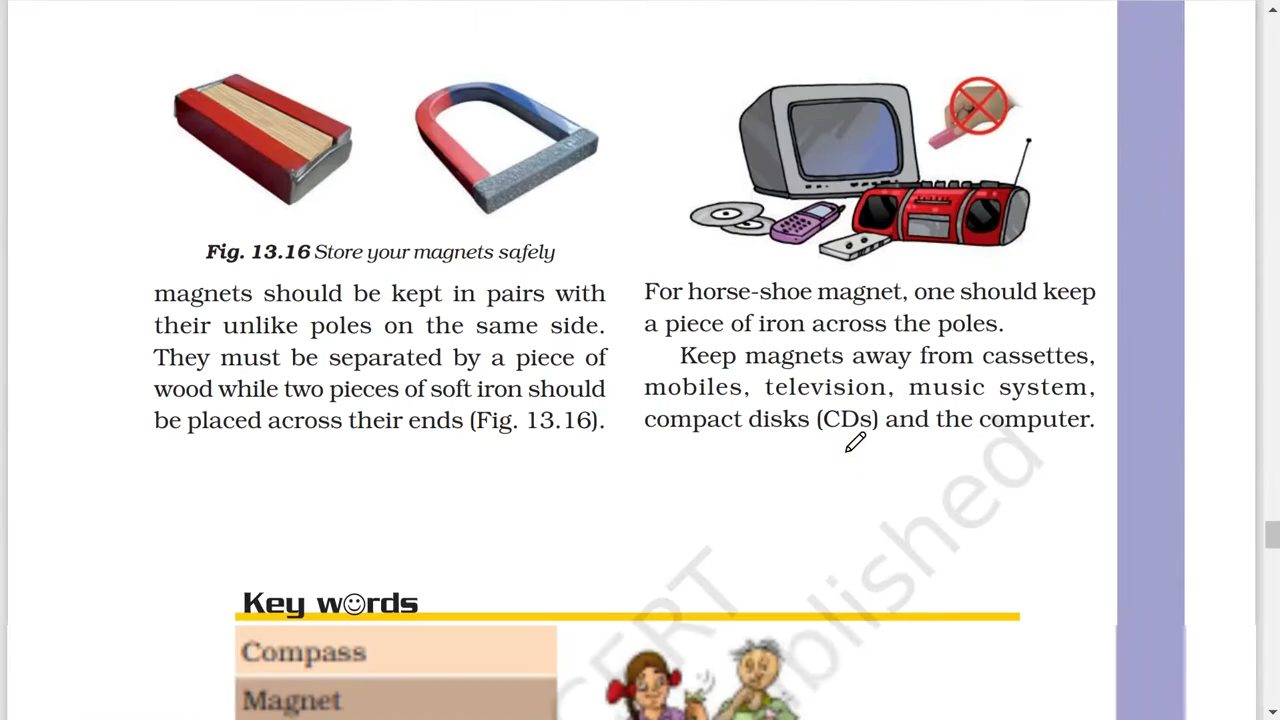 Fig. 13.16 Store your magnets safely
magnets should be kept in pairs with
their unlike poles on the same side.
They must be separated by a piece of
wood while two pieces of soft iron should
be placed across their ends (Fig. 13.16).
For horse-shoe magnet, one should keep
a piece of iron across the poles.
Keep magnets away from cassettes,
mobiles, television, music system,
compact disks (CDs) and the computer.
Key words
Compass
Magnet